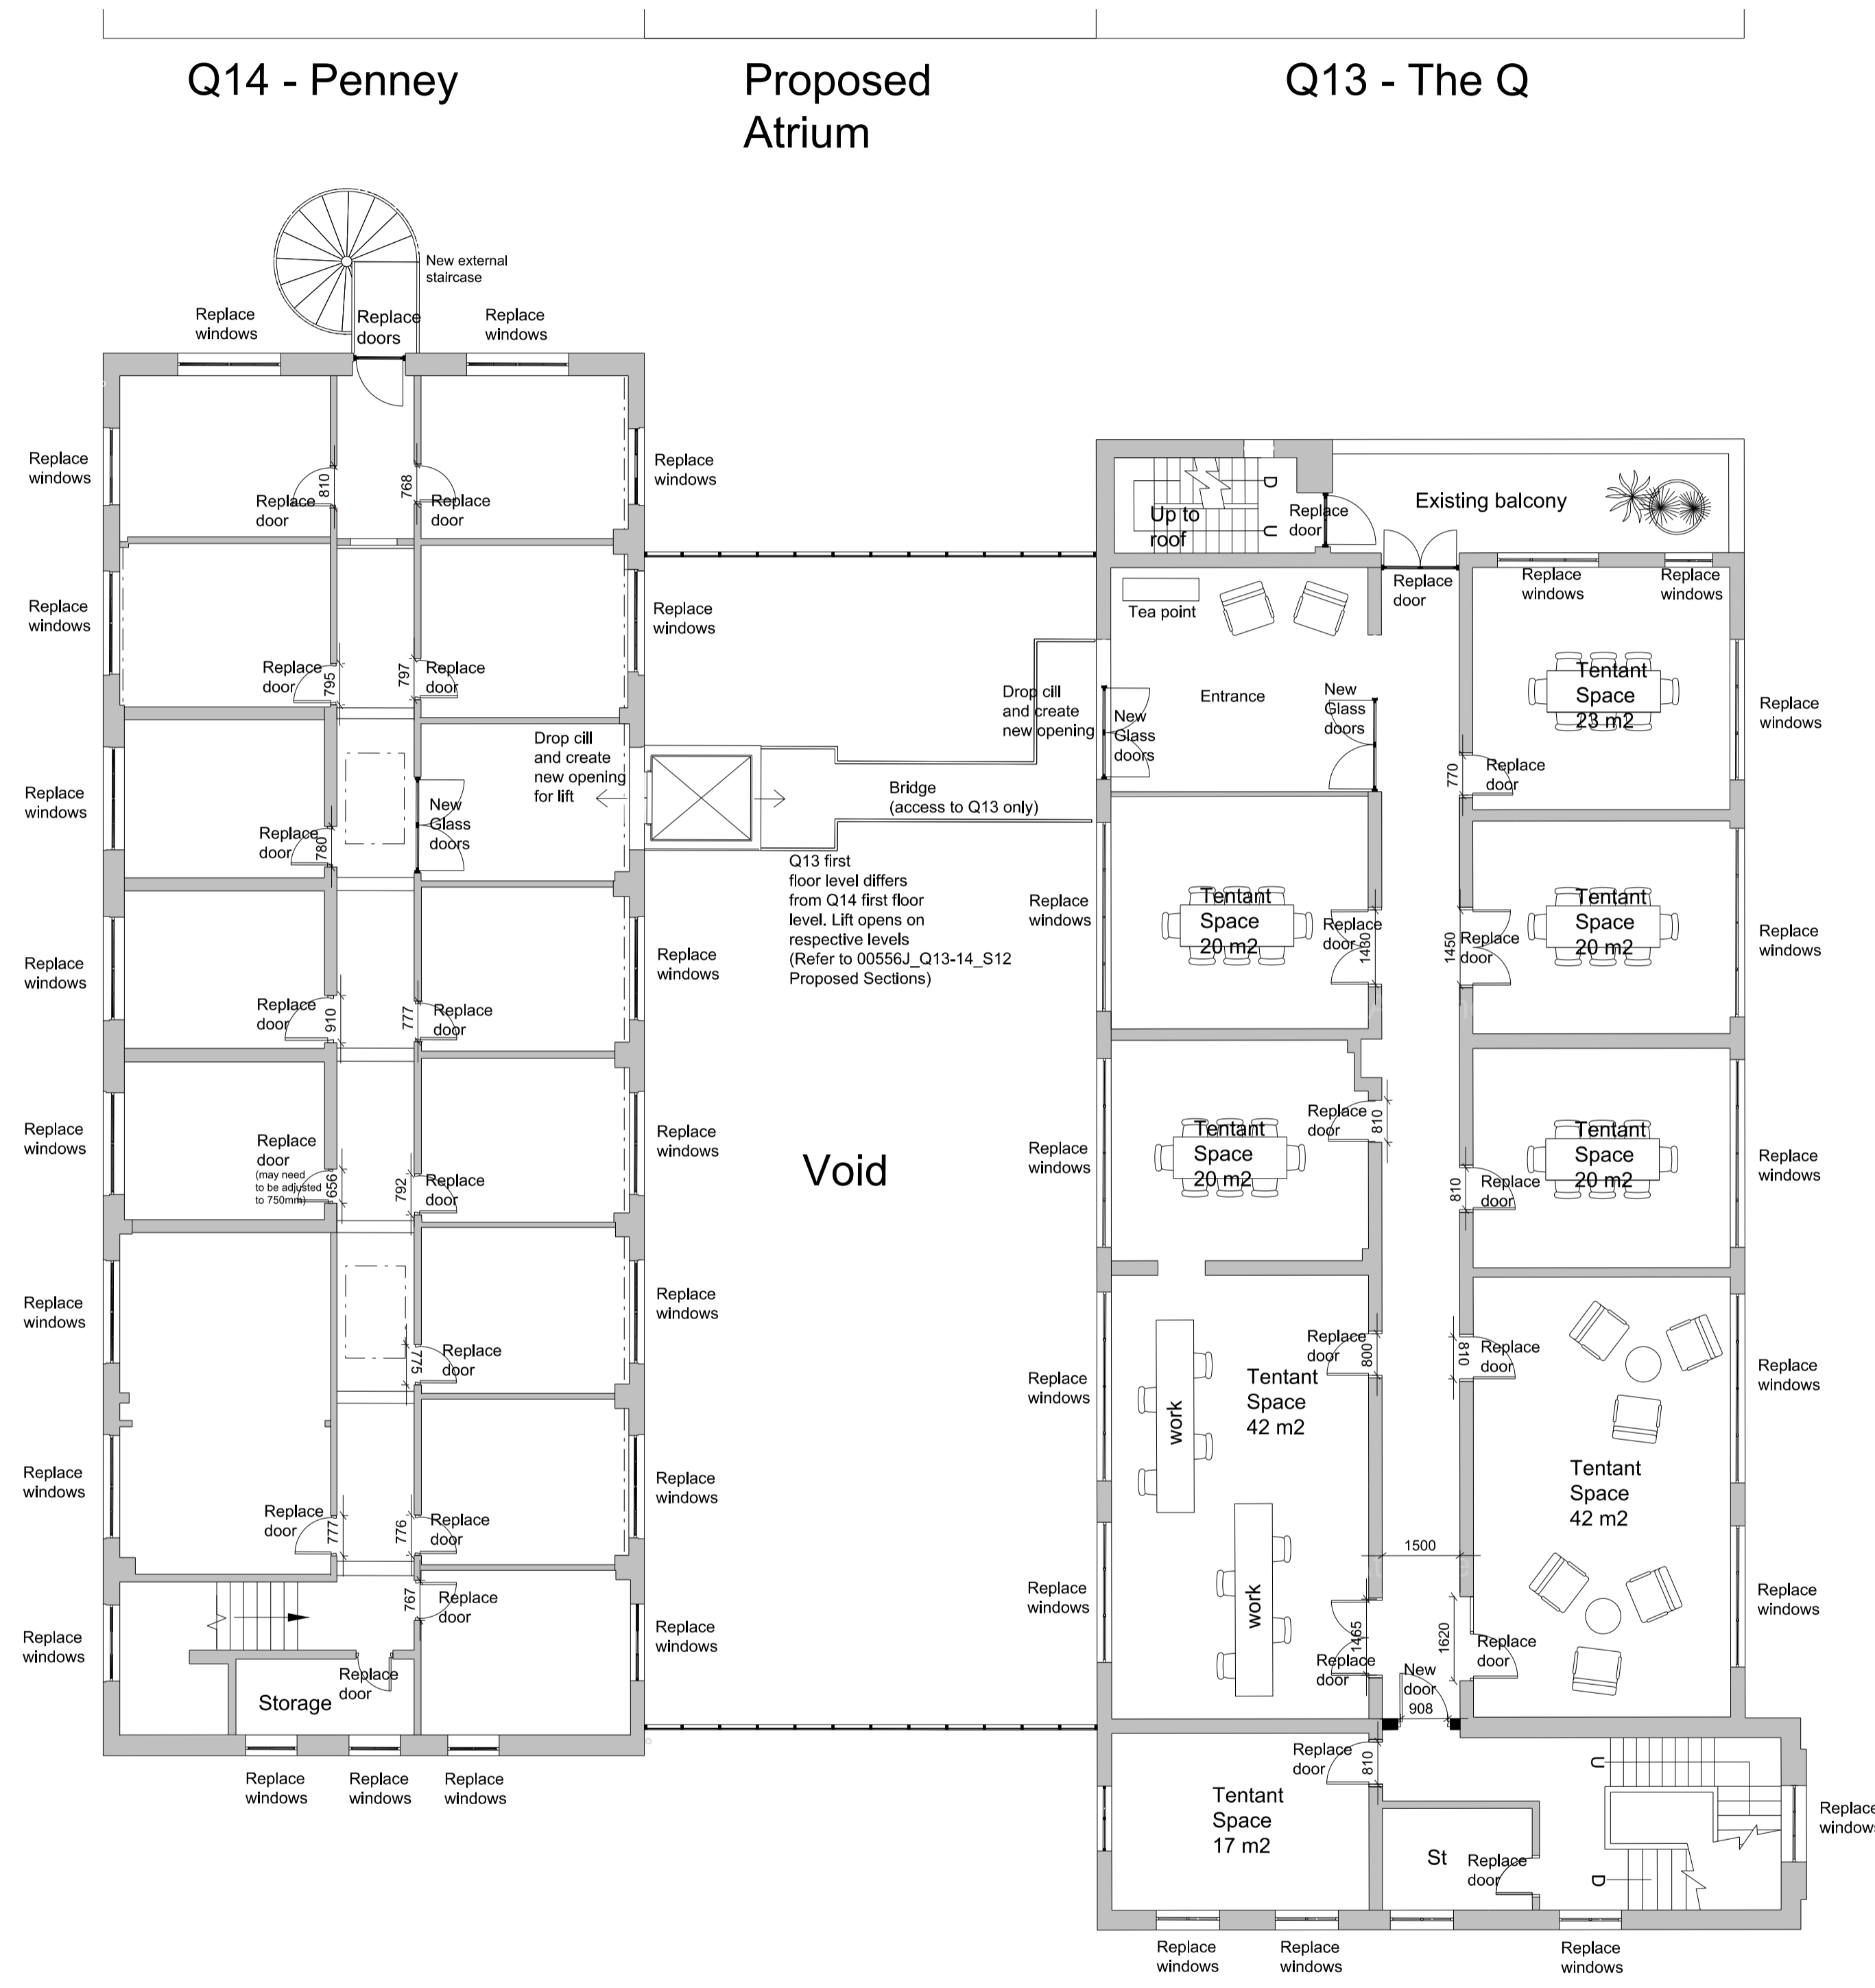 Q14 - Penney
Proposed
Atrium
Q13 - The Q
New external
staircase
Replace
windows
Replace
doors
Replace
windows
Replace
windows
810
Replace
door
768
Replace
door
Replace
windows
Replace
windows
Replace
door
795
797
Replace
door
Replace
windows
Replace
windows
Replace
door
780
New
Glass
doors
Drop cill
and create
new opening
for lift
Replace
windows
Replace
door
910
777
Replace
door
Replace
windows
Replace
windows
Replace
door
(may need
to be adjusted
to 750mm)
656
792
Replace
door
Replace
windows
Replace
windows
775
Replace
door
Replace
windows
Replace
windows
Replace
door
777
776
Replace
door
Replace
windows
Replace
windows
767
Replace
door
Replace
windows
Storage
Replace
door
Replace
windows
Replace
windows
Replace
windows
Drop cill
and create
new opening
Bridge
(access to Q13 only)
Q13 first
floor level differs
from Q14 first floor
level. Lift opens on
respective levels
(Refer to 00556J_Q13-14_S12
Proposed Sections)
Void
Up to
roof
D
U
Replace
door
Existing balcony
Tea point
Replace
door
Replace
windows
Replace
windows
Entrance
New
Glass
doors
New
Glass
doors
Tentant
Space
23 m2
Replace
windows
770
Replace
door
Replace
windows
Tentant
Space
20 m2
Replace
door
1480
1450
Replace
door
Tentant
Space
20 m2
Replace
windows
Replace
windows
Tentant
Space
20 m2
Replace
door
810
810
Replace
door
Tentant
Space
20 m2
Replace
windows
Replace
windows
work
Replace
door
800
Tentant
Space
42 m2
810
Replace
door
Replace
windows
Tentant
Space
42 m2
1500
Replace
windows
work
1465
Replace
door
1620
Replace
door
Replace
windows
New
door
908
Replace
door
810
Tentant
Space
17 m2
St
Replace
door
U
D
Replace
windows
Replace
windows
Replace
windows
Replace
windows